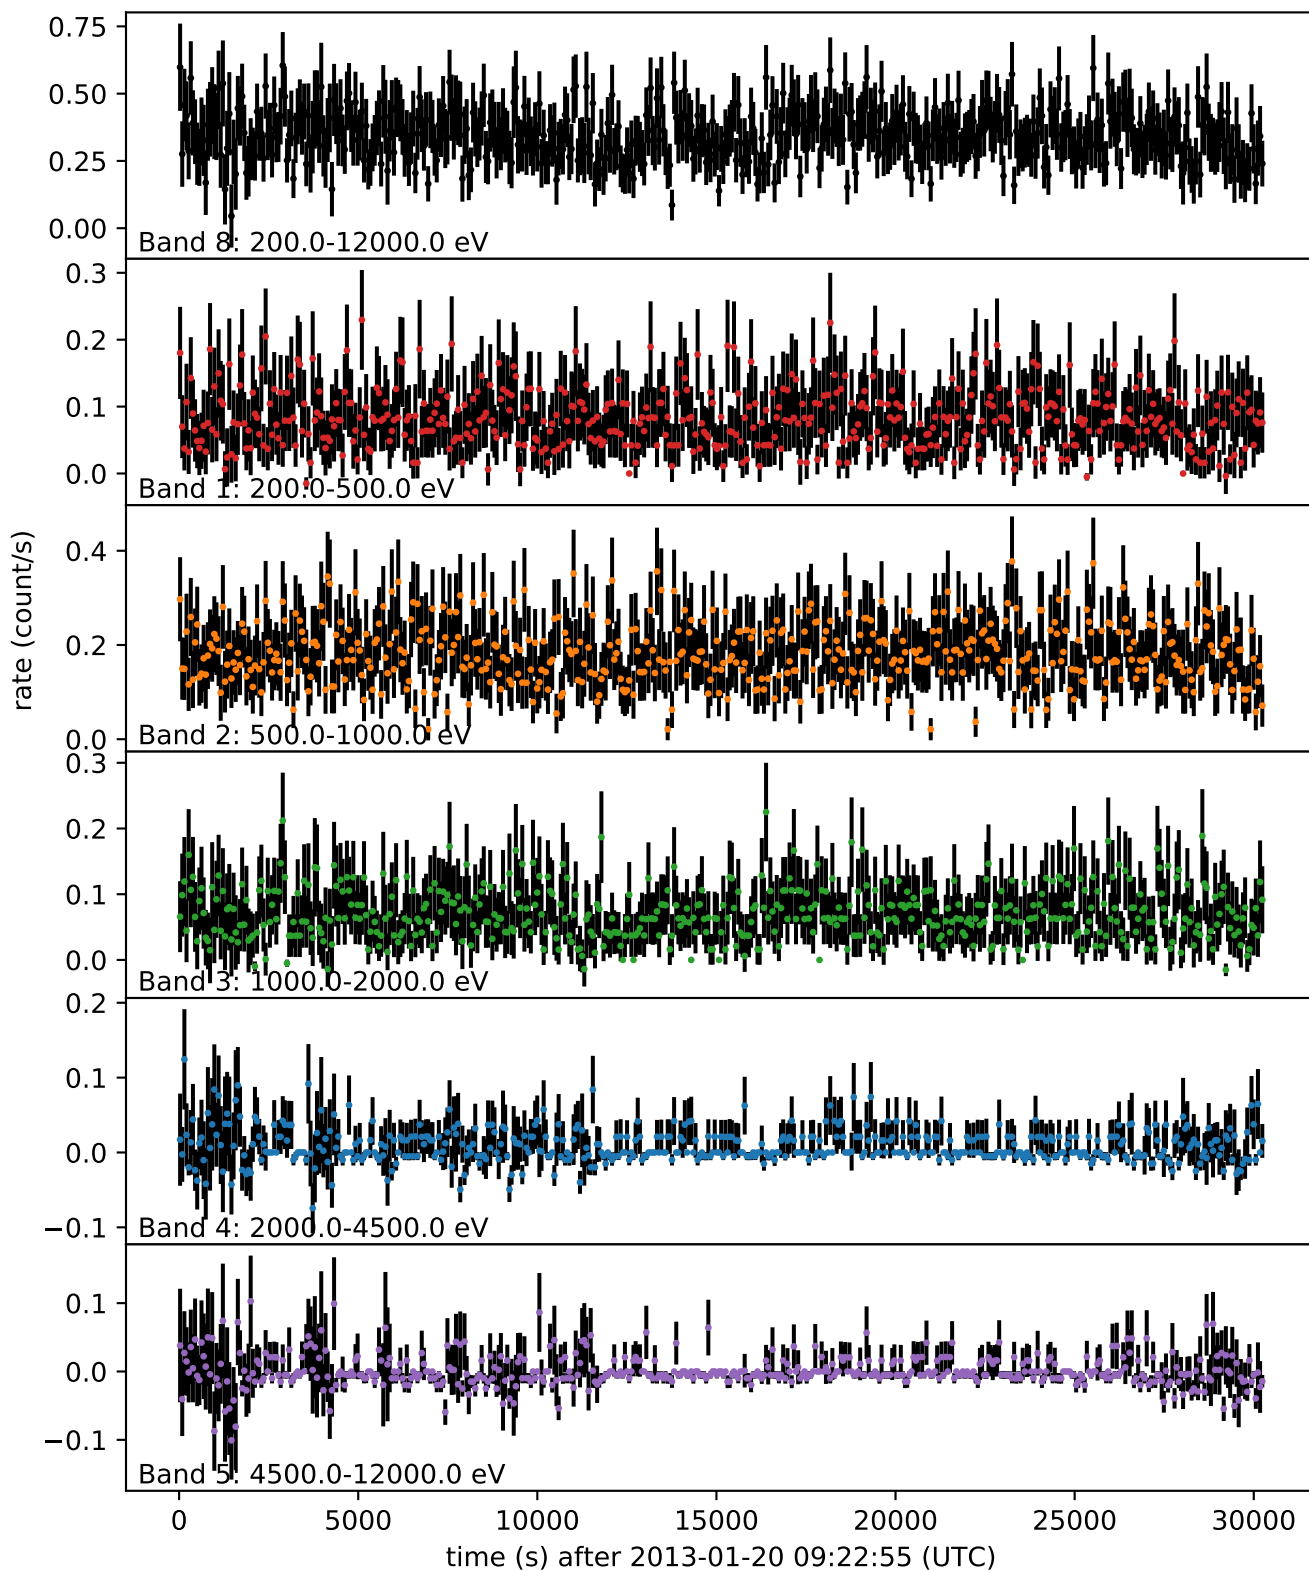 0.75
0.50
0.25
0.00
Band 8: 200.0-12000.0 eV
0.3
0.2
0.1
0.0
Band 1: 200.0-500.0 eV
rate (count/s)
0.4
0.2
0.0
Band 2: 500.0-1000.0 eV
0.3
0.2
0.1
0.0
Band 3: 1000.0-2000.0 eV
0.2
0.1
0.0
−0.1
Band 4: 2000.0-4500.0 eV
0.1
0.0
−0.1
Band 5: 4500.0-12000.0 eV
0 5000 10000 15000 20000 25000 30000
time (s) after 2013-01-20 09:22:55 (UTC)